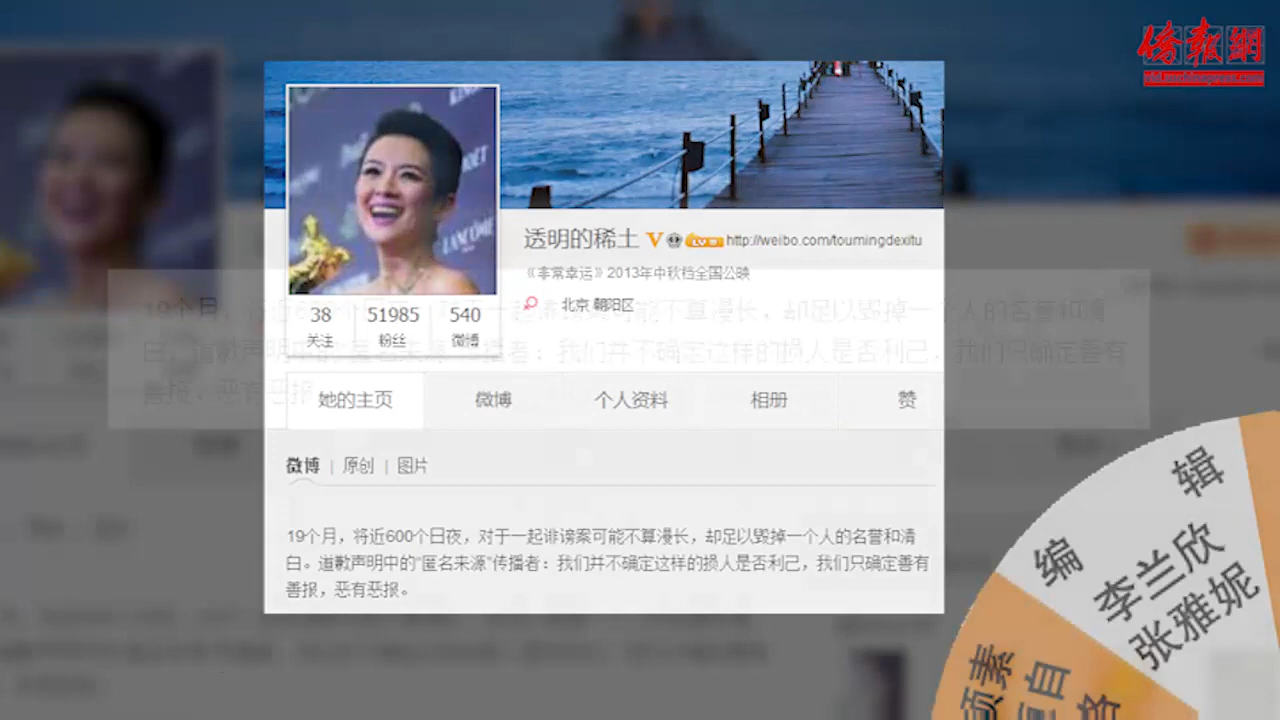 僑報網
LANCÔME
透明的稀土
http://weibo.com/toumingdexitu
《非常幸运》2013年中秋档全国公映
北京 朝阳区
38 51985 540
关注 粉丝 微博
她的主页 微博 个人资料 相册 赞
微博 | 原创 | 图片
19个月，将近600个日夜，对于一起诽谤案可能不算漫长，却足以毁掉一个人的名誉和清
白。道歉声明中的“匿名来源”传播者：我们并不确定这样的损人是否利己，我们只确定善有
善报，恶有恶报。
编辑
李兰欣
张雅妮